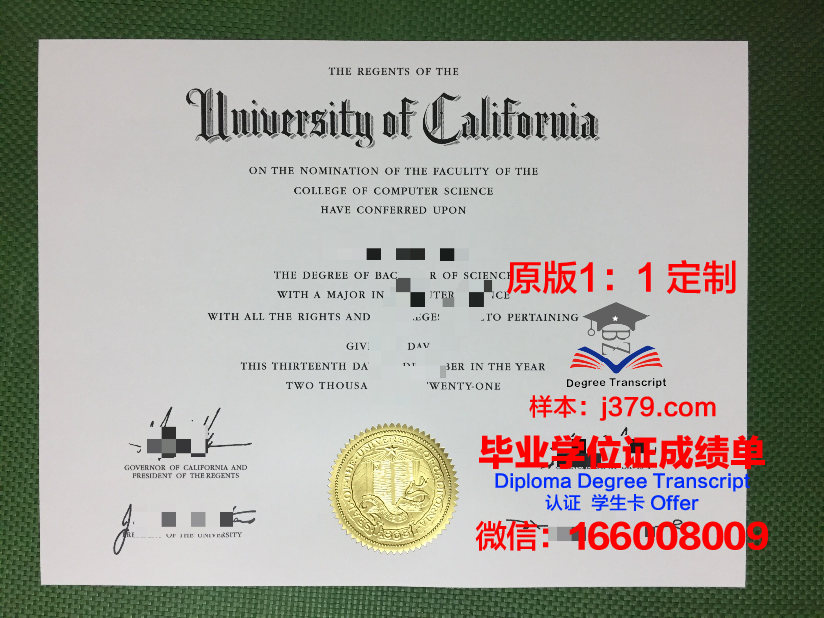 THE REGENTS OF THE
University of California
ON THE NOMINATION OF THE FACULITY OF THE
COLLEGE OF COMPUTER SCIENCE
HAVE CONFERRED UPON
THE DEGREE OF BAC R OF SCIENCE
原版1：1 定制
WITH A MAJOR IN
WITH ALL THE RIGHTS AND TO PERTAINING
GIV DAY
THIS THIRTEENTH DA BER IN THE YEAR
TWO THOUSA WENTY-ONE
BZ
Degree Transcript
样本：j379.com
毕业学位证成绩单
GOVERNOR OF CALIFORNIA AND
PRESIDENT OF THE REGENTS
Diploma Degree Transcript
认证 学生卡 Offer
微信：166008009
OF THE UNIVERSITY
1868